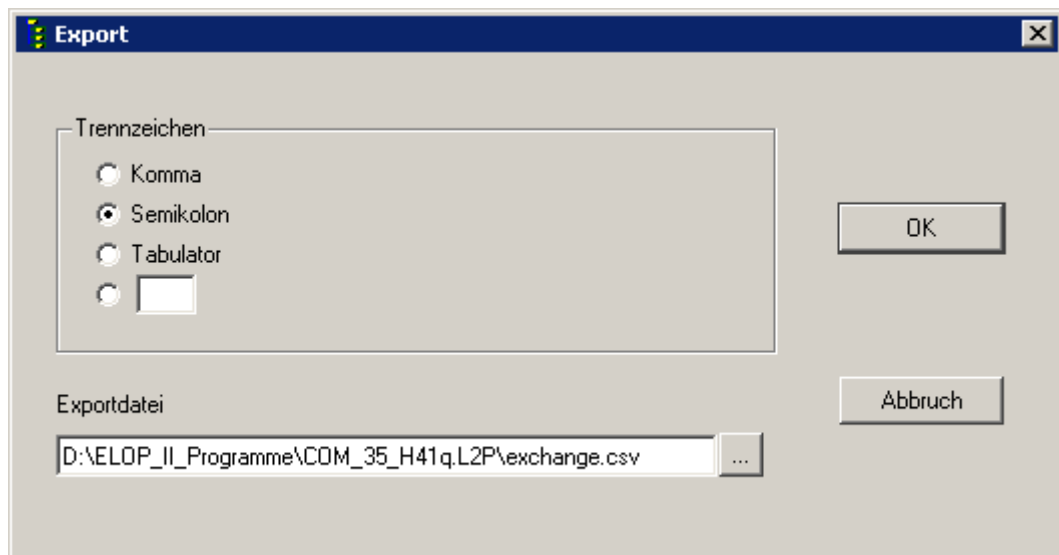 Export
Trennzeichen
Komma
Semikolon
Tabulator
OK
Abbruch
Exportdatei
D:\ELOP_II_Programme\COM_35_H41q.L2P\exchange.csv
...